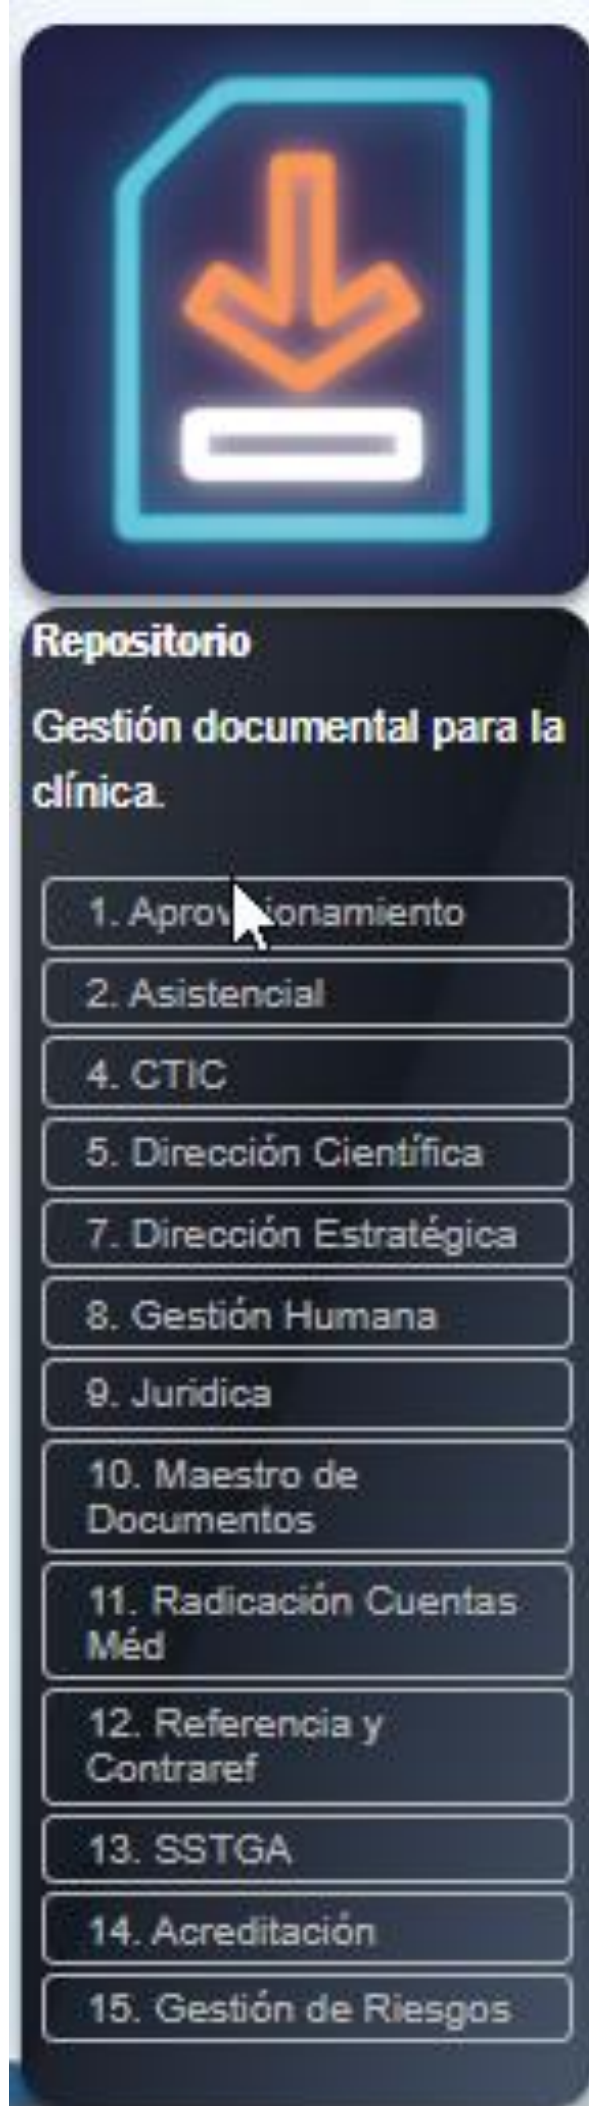 Repositorio
Gestión documental para la
clínica.
1. Aprovisionamiento
2. Asistencial
4. CTIC
5. Dirección Científica
7. Dirección Estratégica
8. Gestión Humana
9. Juridica
10. Maestro de
Documentos
11. Radicación Cuentas
Méd
12. Referencia y
Contraref
13. SSTGA
14. Acreditación
15. Gestión de Riesgos